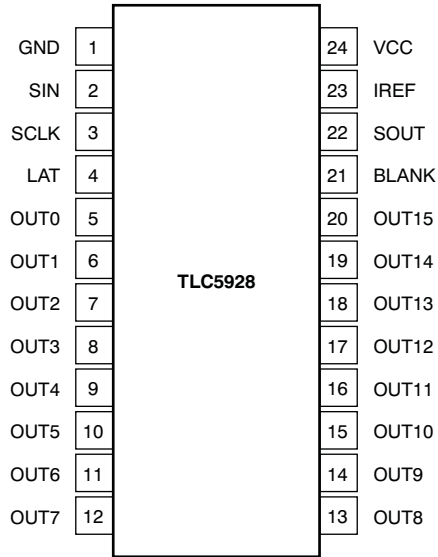 GND 1 24 VCC
SIN 2 23 IREF
SCLK 3 22 SOUT
LAT 4 21 BLANK
OUT0 5 20 OUT15
OUT1 6 19 OUT14
TLC5928
OUT2 7 18 OUT13
OUT3 8 17 OUT12
OUT4 9 16 OUT11
OUT5 10 15 OUT10
OUT6 11 14 OUT9
OUT7 12 13 OUT8